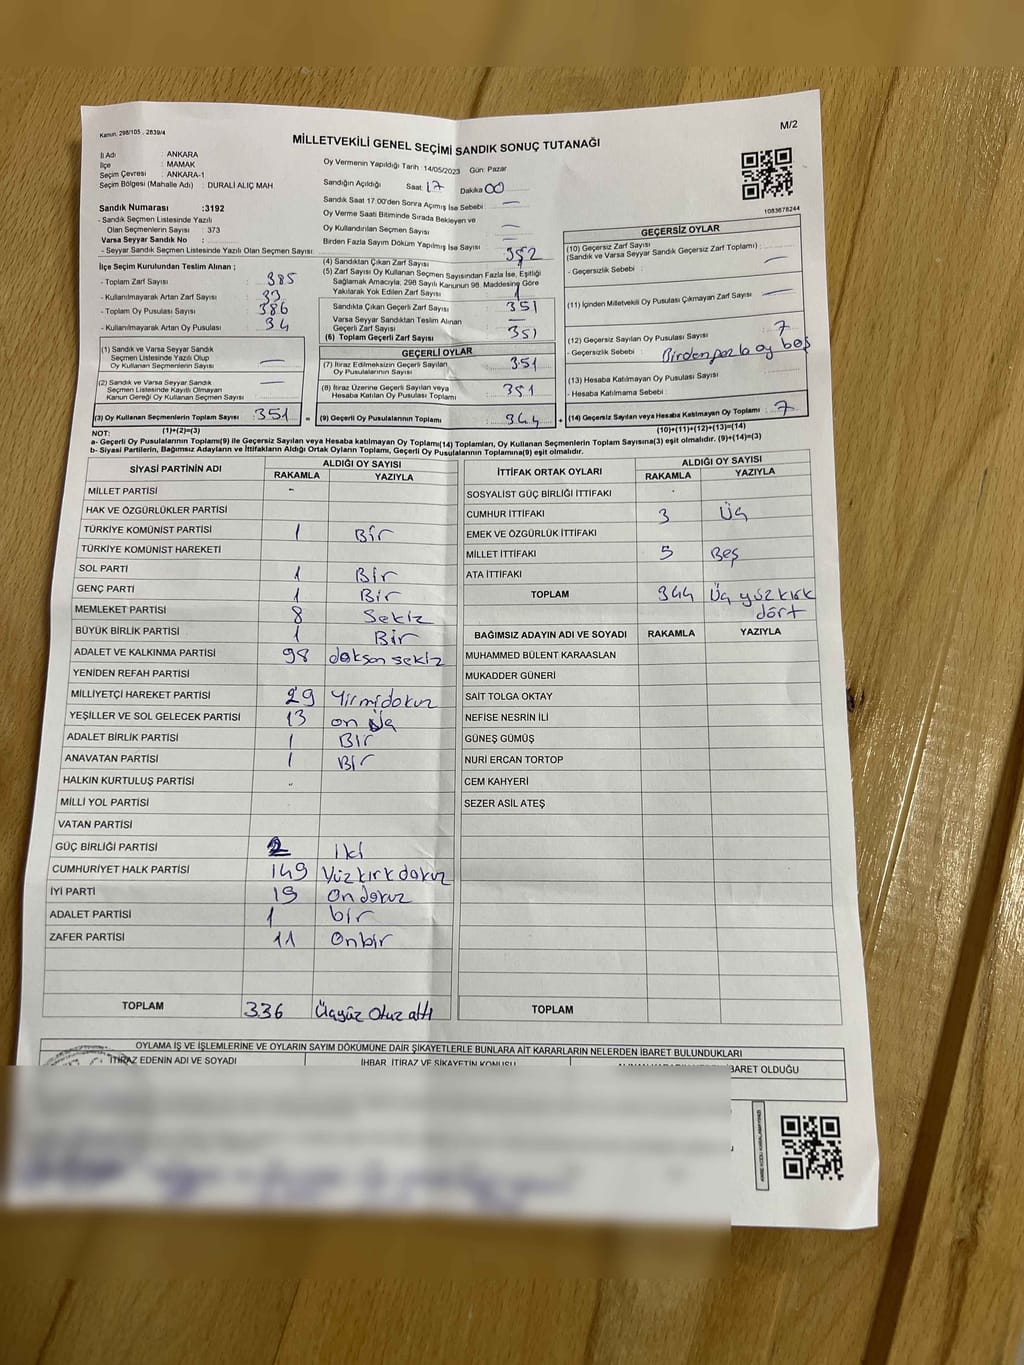 Kanun. 298/105 . 2839/4
M/2
MİLLETVEKİLİ GENEL SEÇİMİ SANDIK SONUÇ TUTANAĞI
İl Adı : ANKARA
İlçe : MAMAK
Seçim Çevresi : ANKARA-1
Seçim Bölgesi (Mahalle Adı) : DURALİ ALIÇ MAH
Sandık Numarası :3192
- Sandık Seçmen Listesinde Yazılı
Olan Seçmenlerin Sayısı : 373
Varsa Seyyar Sandık No :
- Seyyar Sandık Seçmen Listesinde Yazılı Olan Seçmen Sayısı :
İlçe Seçim Kurulundan Teslim Alınan ;
- Toplam Zarf Sayısı : 385
- Kullanılmayarak Artan Zarf Sayısı : 33
- Toplam Oy Pusulası Sayısı : 386
- Kullanılmayarak Artan Oy Pusulası : 34
(1) Sandık ve Varsa Seyyar Sandık
Seçmen Listesinde Yazılı Olup
Oy Kullanan Seçmen Sayısı : —
(2) Sandık ve Varsa Seyyar Sandık
Seçmen Listesinde Kayıtlı Olmayan
Kanun Gereği Oy Kullanan Seçmen Sayısı : —
(3) Oy Kullanan Seçmenlerin Toplam Sayısı : 351
(1)+(2)=(3)
Oy Vermenin Yapıldığı Tarih : 14/05/2023 Gün: Pazar
Sandığın Açıldığı Saat 17 Dakika 00
Sandık Saat 17:00'den Sonra Açılmış İse Sebebi : —
Oy Verme Saati Bitiminde Sırada Bekleyen ve
Oy Kullandırılan Seçmen Sayısı : —
Birden Fazla Sayım Döküm Yapılmış İse Sayısı : —
(4) Sandıktan Çıkan Zarf Sayısı : 352
(5) Zarf Sayısı Oy Kullanan Seçmen Sayısından Fazla İse, Eşitliği
Sağlamak Amacıyla; 298 Sayılı Kanunun 98. Maddesine Göre
Yakılarak Yok Edilen Zarf Sayısı : 1
Sandıkta Çıkan Geçerli Zarf Sayısı : 351
Varsa Seyyar Sandıktan Teslim Alınan
Geçerli Zarf Sayısı : —
(6) Toplam Geçerli Zarf Sayısı : 351
GEÇERLİ OYLAR
(7) İtiraz Edilmeksizin Geçerli Sayılan
Oy Pusulalarının Sayısı : 351
(8) İtiraz Üzerine Geçerli Sayılan veya
Hesaba Katılan Oy Pusulası Sayısı : 351
= (9) Geçerli Oy Pusulalarının Toplamı : 344 +
1083678244
GEÇERSİZ OYLAR
(10) Geçersiz Zarf Sayısı
(Sandık ve Varsa Seyyar Sandık Geçersiz Zarf Toplamı) :
- Geçersizlik Sebebi : —
(11) İçinden Milletvekili Oy Pusulası Çıkmayan Zarf Sayısı : —
(12) Geçersiz Sayılan Oy Pusulası Sayısı : 7
- Geçersizlik Sebebi : Birden
(13) Hesaba Katılmayan Oy Pusulası Sayısı :
- Hesaba Katılmama Sebebi :
(14) Geçersiz Sayılan veya Hesaba Katılmayan Oy Toplamı : 7
(10)+(11)+(12)+(13)=(14)
NOT:
a- Geçerli Oy Pusulalarının Toplamı(9) ile Geçersiz Sayılan veya Hesaba katılmayan Oy Toplamı(14) Toplamları, Oy Kullanan Seçmenlerin Toplam Sayısına(3) eşit olmalıdır. (9)+(14)=(3)
b- Siyasi Partilerin, Bağımsız Adayların ve İttifakların Aldığı Ortak Oyların Toplamı, Geçerli Oy Pusulalarının Toplamına(9) eşit olmalıdır.
SİYASİ PARTİNİN ADI ALDIĞI OY SAYISI
RAKAMLA YAZIYLA
MİLLET PARTİSİ -
HAK VE ÖZGÜRLÜKLER PARTİSİ
TÜRKİYE KOMÜNİST PARTİSİ 1 Bir
TÜRKİYE KOMÜNİST HAREKETİ
SOL PARTİ 1 Bir
GENÇ PARTİ 1 Bir
MEMLEKET PARTİSİ 8 Sekiz
BÜYÜK BİRLİK PARTİSİ 1 Bir
ADALET VE KALKINMA PARTİSİ 98 doksan sekiz
YENİDEN REFAH PARTİSİ
MİLLİYETÇİ HAREKET PARTİSİ 29 Yirmidokuz
YEŞİLLER VE SOL GELECEK PARTİSİ 13 on üç
ADALET BİRLİK PARTİSİ 1 Bir
ANAVATAN PARTİSİ 1 Bir
HALKIN KURTULUŞ PARTİSİ -
MİLLİ YOL PARTİSİ
VATAN PARTİSİ
GÜÇ BİRLİĞİ PARTİSİ 2 iki
CUMHURİYET HALK PARTİSİ 149 Yüzkırkdokuz
İYİ PARTİ 19 Ondokuz
ADALET PARTİSİ 1 bir
ZAFER PARTİSİ 11 Onbir
TOPLAM 336 Üçyüz Otuz altı
İTTİFAK ORTAK OYLARI ALDIĞI OY SAYISI
RAKAMLA YAZIYLA
SOSYALİST GÜÇ BİRLİĞİ İTTİFAKI
CUMHUR İTTİFAKI 3 Üç
EMEK VE ÖZGÜRLÜK İTTİFAKI
MİLLET İTTİFAKI 5 Beş
ATA İTTİFAKI
TOPLAM 344 Üç yüz kırk
dört
BAĞIMSIZ ADAYIN ADI VE SOYADI RAKAMLA YAZIYLA
MUHAMMED BÜLENT KARAASLAN
MUKADDER GÜNERİ
SAİT TOLGA OKTAY
NEFİSE NESRİN İLİ
GÜNEŞ GÜMÜŞ
NURİ ERCAN TORTOP
CEM KAHYERİ
SEZER ASİL ATEŞ
TOPLAM
OYLAMA İŞ VE İŞLEMLERİNE VE OYLARIN SAYIM DÖKÜMÜNE DAİR ŞİKAYETLERLE BUNLARA AİT KARARLARIN NELERDEN İBARET BULUNDUKLARI
İTİRAZ EDENİN ADI VE SOYADI
İHBAR, İTİRAZ VE ŞİKAYETİN KONUSU
İBARET OLDUĞU